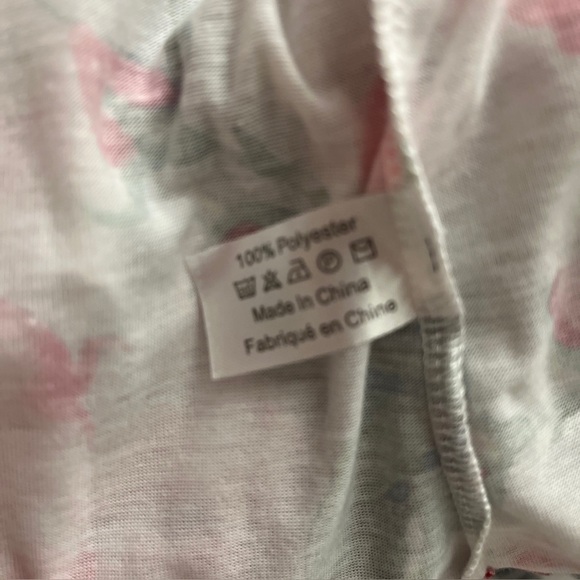 100% Polyester
Made In China
Fabriqué en Chine